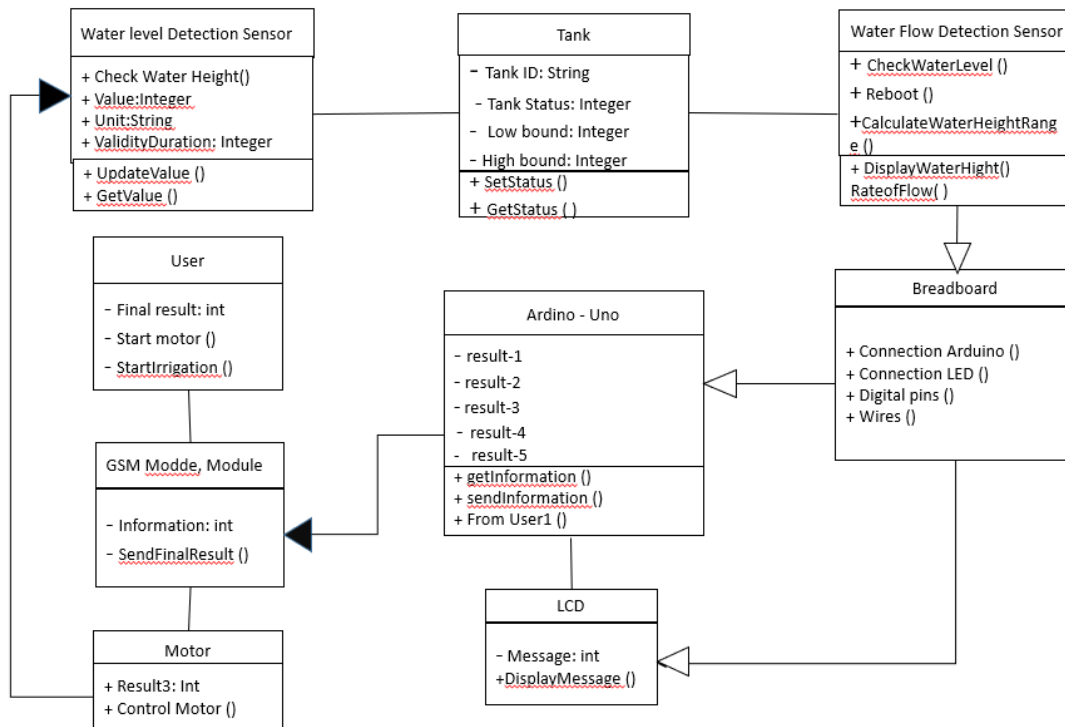 Water level Detection Sensor
+ Check Water Height()
+ Value:Integer
+ Unit:String
+ ValidityDuration: Integer
+ UpdateValue ()
+ GetValue ()
Tank
- Tank ID: String
- Tank Status: Integer
- Low bound: Integer
- High bound: Integer
+ SetStatus ()
+ GetStatus ( )
Water Flow Detection Sensor
+ CheckWaterLevel ()
+ Reboot ()
+CalculateWaterHeightRang
e ()
+ DisplayWaterHight()
RateofFlow( )
User
- Final result: int
- Start motor ()
- StartIrrigation ()
Ardino - Uno
- result-1
- result-2
- result-3
- result-4
- result-5
+ getInformation ()
+ sendInformation ()
+ From User1 ()
Breadboard
+ Connection Arduino ()
+ Connection LED ()
+ Digital pins ()
+ Wires ()
GSM Modde, Module
- Information: int
- SendFinalResult ()
LCD
- Message: int
+DisplayMessage ()
Motor
+ Result3: Int
+ Control Motor ()